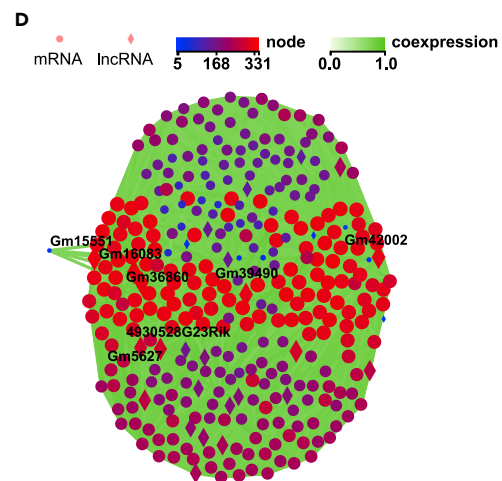 D
mRNA lncRNA
node
5 168 331
coexpression
0.0 1.0
Gm15551
Gm42002
Gm16083
Gm36860
Gm39490
4930528G23Rik
Gm5627